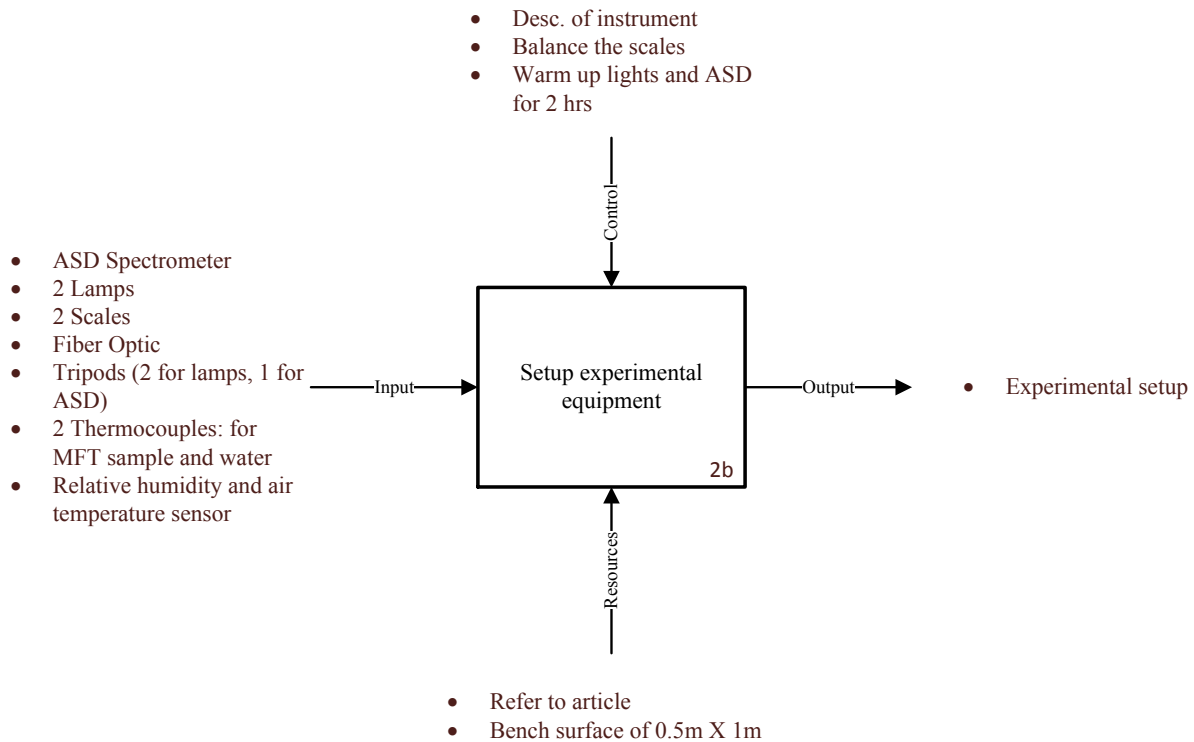 • Desc. of instrument
• Balance the scales
• Warm up lights and ASD
for 2 hrs
Control
• ASD Spectrometer
• 2 Lamps
• 2 Scales
• Fiber Optic
• Tripods (2 for lamps, 1 for
ASD)
• 2 Thermocouples: for
MFT sample and water
• Relative humidity and air
temperature sensor
Input
Setup experimental
equipment
2b
Output
• Experimental setup
Resources
• Refer to article
• Bench surface of 0.5m X 1m